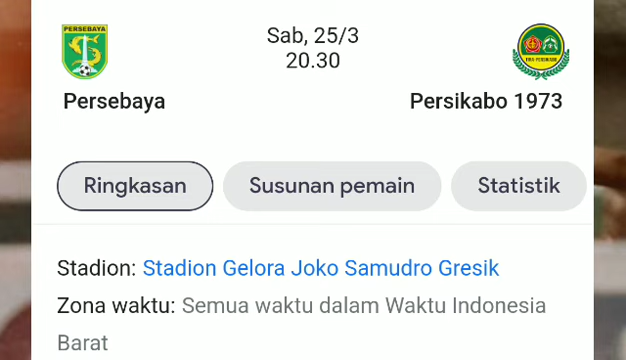 PERSEBAYA
Sab, 25/3
20.30
Persebaya
Persikabo 1973
Ringkasan
Susunan pemain
Statistik
Stadion: Stadion Gelora Joko Samudro Gresik
Zona waktu: Semua waktu dalam Waktu Indonesia
Barat